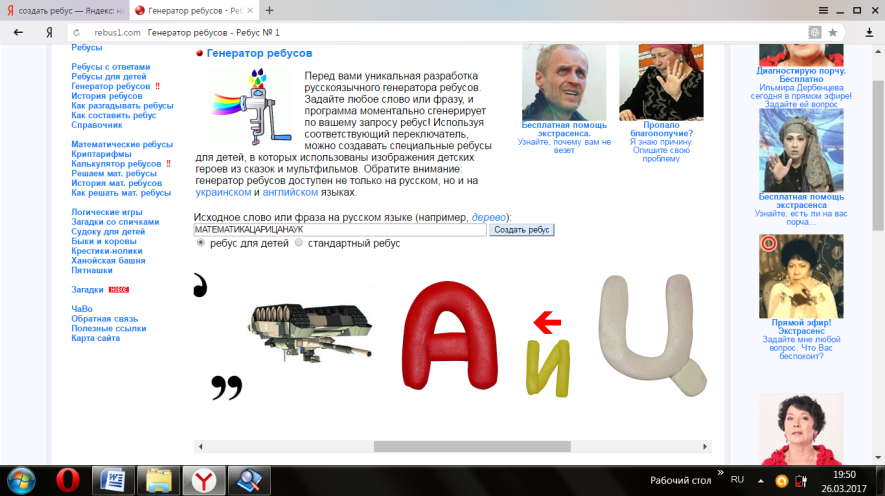 создать ребус — Яндекс: на
Генератор ребусов - Реб
rebus1.com Генератор ребусов - Ребус № 1
Ребусы
Ребусы с ответами
Ребусы для детей
Генератор ребусов !!
История ребусов
Как разгадывать ребусы
Как составить ребус
Справочник
Математические ребусы
Криптарифмы
Калькулятор ребусов !!
Решаем мат. ребусы
История мат. ребусов
Как решать мат. ребусы
Логические игры
Загадки со спичками
Судоку для детей
Быки и коровы
Крестики-нолики
Ханойская башня
Пятнашки
Загадки
ЧаВо
Обратная связь
Полезные ссылки
Карта сайта
Генератор ребусов
Перед вами уникальная разработка
русскоязычного генератора ребусов.
Задайте любое слово или фразу, и
программа моментально сгенерирует
по вашему запросу ребус! Используя
соответствующий переключатель,
можно создавать специальные ребусы
для детей, в которых использованы изображения детских
героев из сказок и мультфильмов. Обратите внимание:
генератор ребусов доступен не только на русском, но и на
украинском и английском языках.
Исходное слово или фраза на русском языке (например, дерево):
МАТЕМАТИКАЦАРИЦАНАУК
Создать ребус
ребус для детей стандартный ребус
,
А
И
Ц
,,
Бесплатная помощь
экстрасенса.
Узнайте, почему вам не
везет
Пропало
благополучие?
Я знаю причину.
Опишите свою
проблему
Диагностирую порчу.
Бесплатно
Ильмира Дербенцева
сегодня в прямом эфире!
Задайте ей вопрос
Бесплатная помощь
экстрасенса
Узнайте, есть ли на вас
порча...
Прямой эфир!
Экстрасенс
Задайте мне любой
вопрос. Что Вас
беспокоит?
Рабочий стол
RU
19:50
26.03.2017